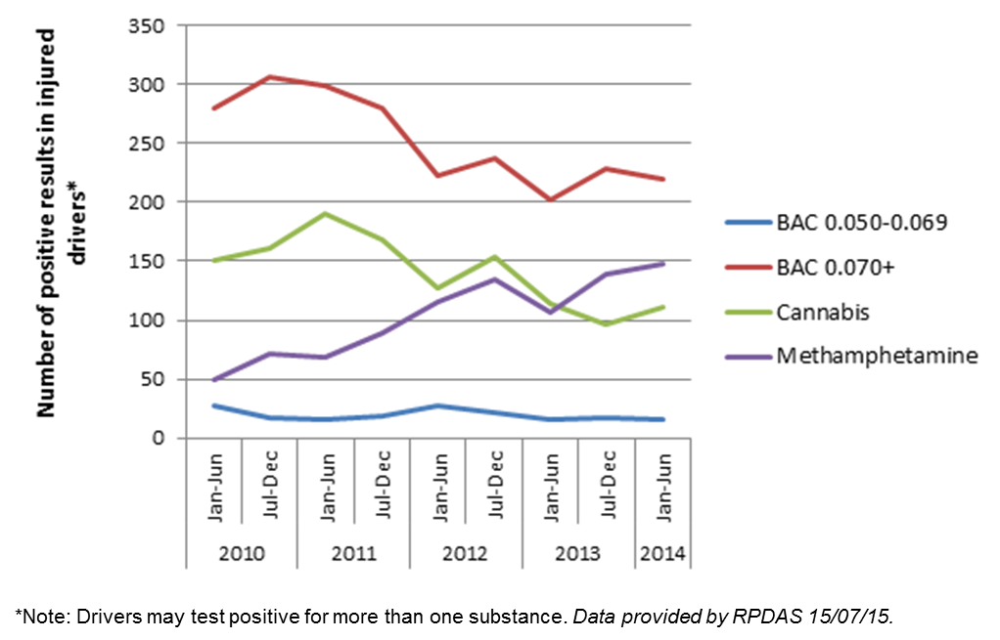 Number of positive results in injured
drivers*
350
300
250
200
150
100
50
0
Jan-Jun
Jul-Dec
Jan-Jun
Jul-Dec
Jan-Jun
Jul-Dec
Jan-Jun
Jul-Dec
Jan-Jun
2010
2011
2012
2013
2014
BAC 0.050-0.069
BAC 0.070+
Cannabis
Methamphetamine
*Note: Drivers may test positive for more than one substance. Data provided by RPDAS 15/07/15.